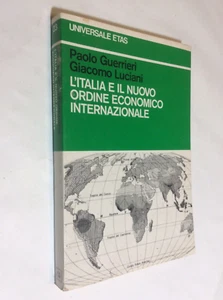 UNIVERSALE ETAS
Paolo Guerrieri
Giacomo Luciani
L'ITALIA E IL NUOVO
ORDINE ECONOMICO
INTERNAZIONALE